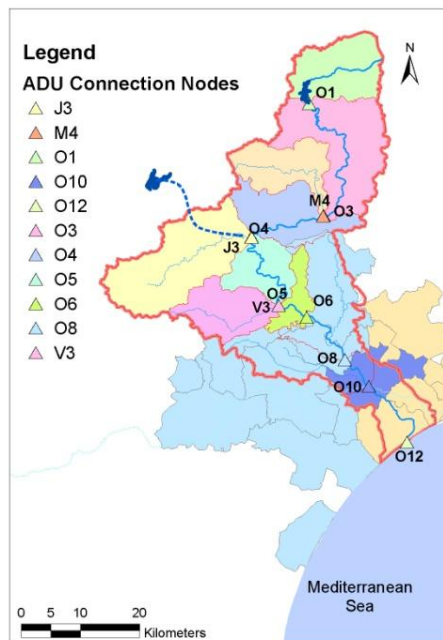 Legend
ADU Connection Nodes
J3
M4
O1
O10
O12
O3
O4
O5
O6
O8
V3
N
O1
M4
O3
O4
J3
O5
O6
V3
O8
O10
O12
Mediterranean
Sea
0 5 10 20
Kilometers